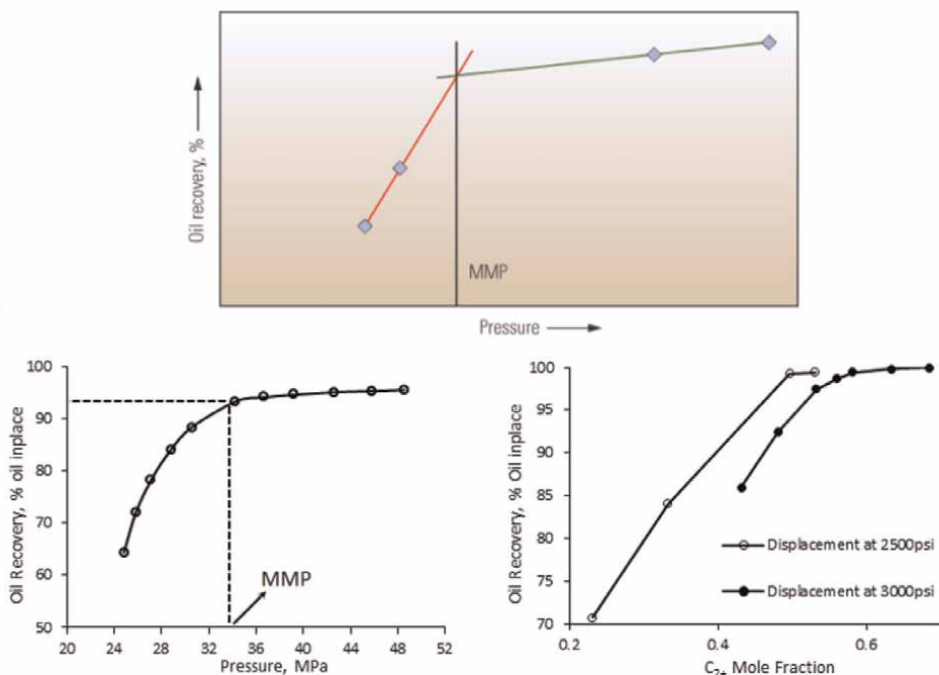 Oil recovery, %
MMP
Pressure
100
90
80
70
60
50
Oil Recovery, % oil inplace
MMP
20 24 28 32 36 40 44 48 52
Pressure, MPa
100
95
90
85
80
75
70
Oil Recovery, % Oil inplace
Displacement at 2500psi
Displacement at 3000psi
0.2 0.4 0.6
C2+ Mole Fraction